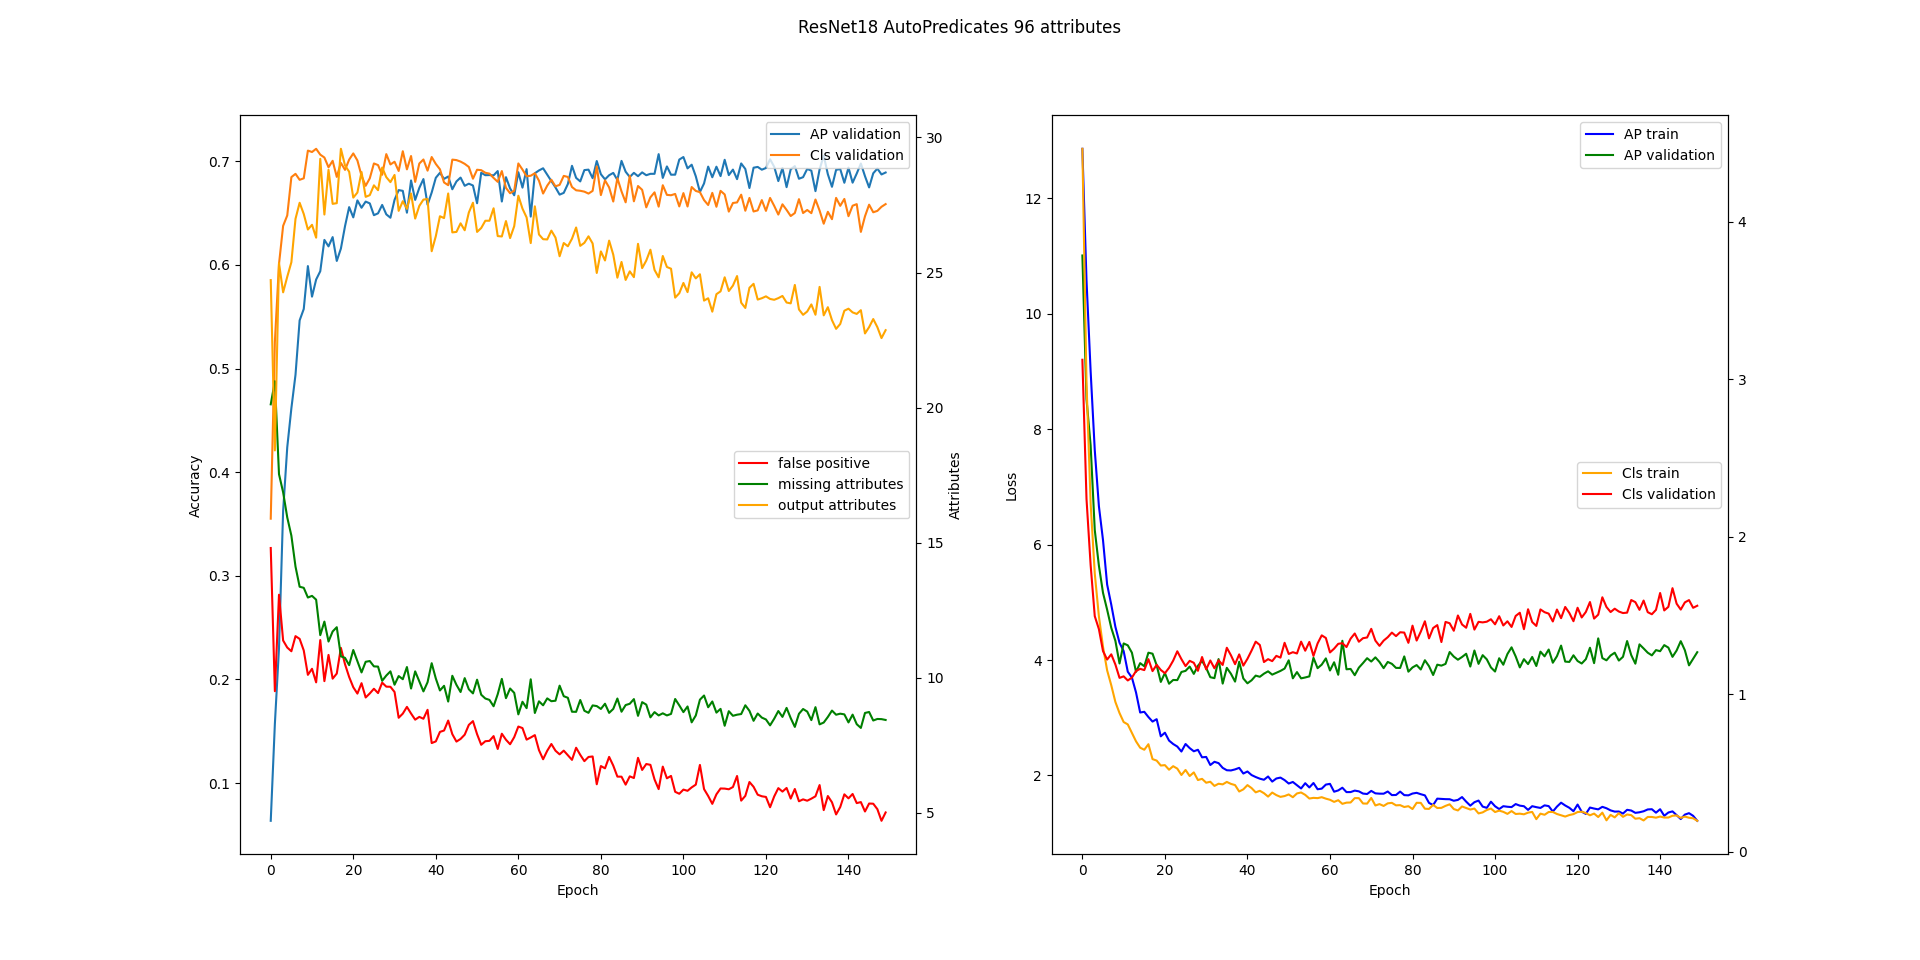 ResNet18 AutoPredicates 96 attributes
AP validation
Cls validation
false positive
missing attributes
output attributes
Accuracy
0.7
0.6
0.5
0.4
0.3
0.2
0.1
0
20
40
60
80
100
120
140
Epoch
30
25
20
15
10
5
Attributes
AP train
AP validation
Cls train
Cls validation
Loss
12
10
8
6
4
2
0
20
40
60
80
100
120
140
Epoch
4
3
2
1
0